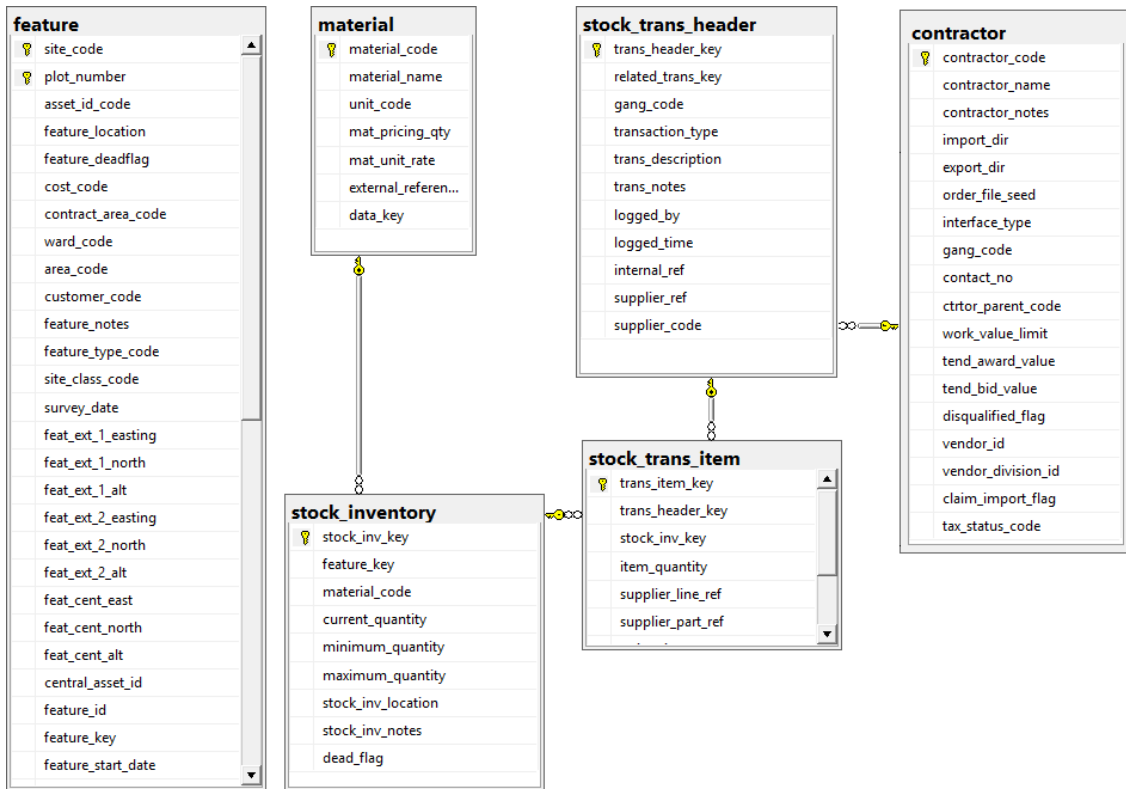 feature
site_code
plot_number
asset_id_code
feature_location
feature_deadflag
cost_code
contract_area_code
ward_code
area_code
customer_code
feature_notes
feature_type_code
site_class_code
survey_date
feat_ext_1_easting
feat_ext_1_north
feat_ext_1_alt
feat_ext_2_easting
feat_ext_2_north
feat_ext_2_alt
feat_cent_east
feat_cent_north
feat_cent_alt
central_asset_id
feature_id
feature_key
feature_start_date
material
material_code
material_name
unit_code
mat_pricing_qty
mat_unit_rate
external_referen...
data_key
stock_inventory
stock_inv_key
feature_key
material_code
current_quantity
minimum_quantity
maximum_quantity
stock_inv_location
stock_inv_notes
dead_flag
stock_trans_header
trans_header_key
related_trans_key
gang_code
transaction_type
trans_description
trans_notes
logged_by
logged_time
internal_ref
supplier_ref
supplier_code
stock_trans_item
trans_item_key
trans_header_key
stock_inv_key
item_quantity
supplier_line_ref
supplier_part_ref
contractor
contractor_code
contractor_name
contractor_notes
import_dir
export_dir
order_file_seed
interface_type
gang_code
contact_no
ctrtor_parent_code
work_value_limit
tend_award_value
tend_bid_value
disqualified_flag
vendor_id
vendor_division_id
claim_import_flag
tax_status_code